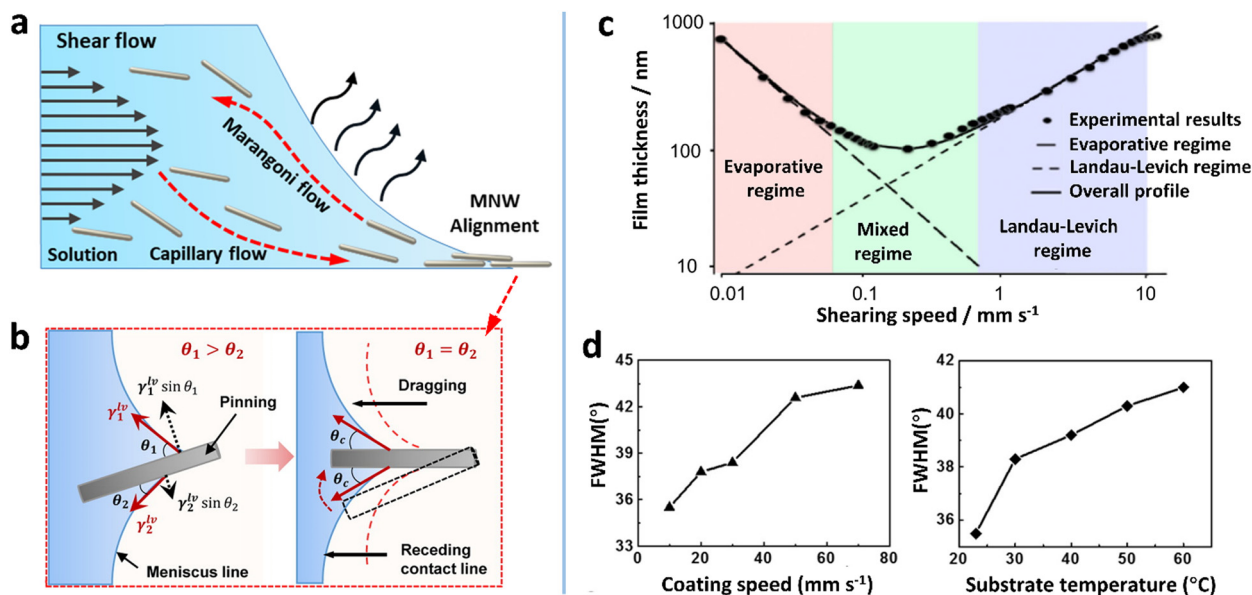 a
Shear flow
Marangoni flow
MNW
Alignment
Solution
Capillary flow
b
θ₁ > θ₂
γ₁ˡᵛ sin θ₁
γ₁ˡᵛ
Pinning
θ₁
θ₂
γ₂ˡᵛ sin θ₂
γ₂ˡᵛ
Meniscus line
θ₁ = θ₂
Dragging
θc
θc
Receding
contact line
c
Film thickness / nm
1000
100
10
Evaporative
regime
Mixed
regime
Landau-Levich
regime
Experimental results
Evaporative regime
Landau-Levich regime
Overall profile
0.01
0.1
1
10
Shearing speed / mm s⁻¹
d
FWHM(°)
45
42
39
36
33
0
20
40
60
80
Coating speed (mm s⁻¹)
FWHM(°)
42
40
38
36
35
20
30
40
50
60
Substrate temperature (°C)